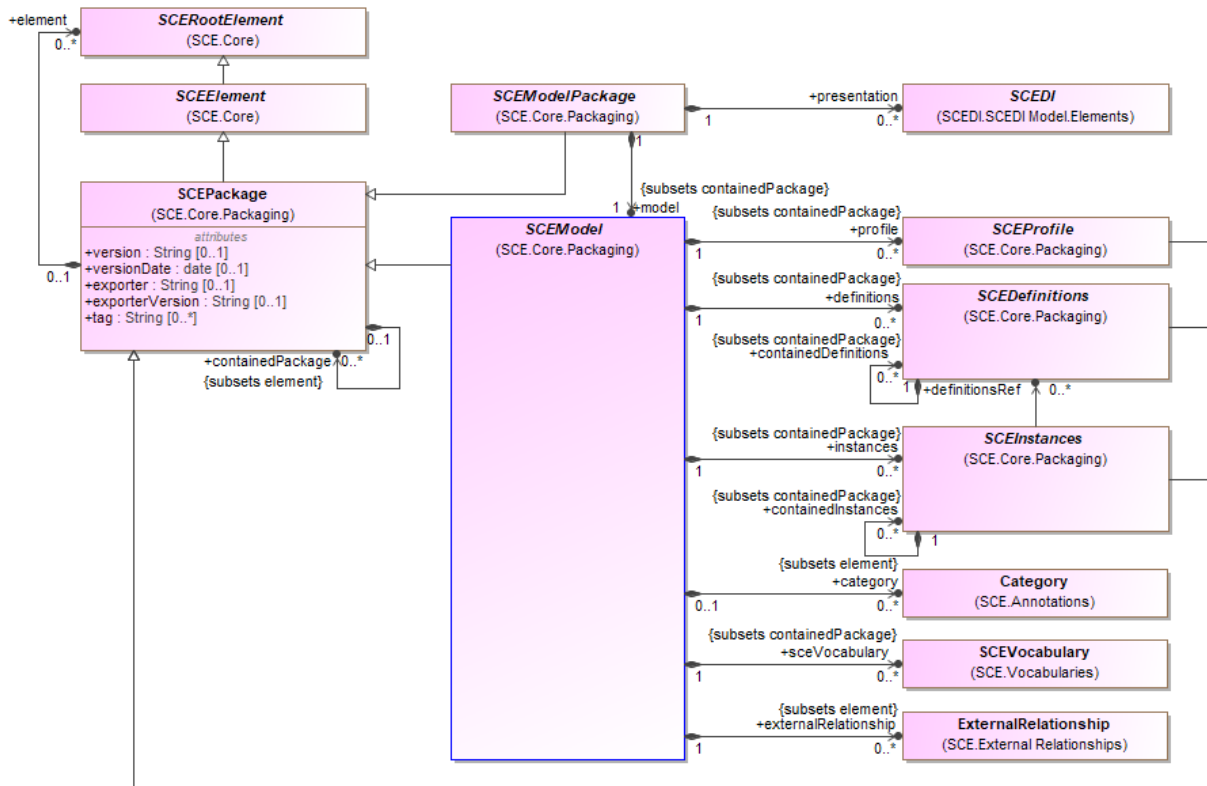 +element
0..*
SCERootElement
(SCE.Core)
SCEElement
(SCE.Core)
SCEPackage
(SCE.Core.Packaging)
attributes
+version : String [0..1]
+versionDate : date [0..1]
+exporter : String [0..1]
+exporterVersion : String [0..1]
+tag : String [0..*]
0..1
0..1
+containedPackage
0..*
{subsets element}
SCEModelPackage
(SCE.Core.Packaging)
1
+presentation
0..*
SCEDI
(SCEDI.SCEDI Model.Elements)
1
{subsets containedPackage}
1
+model
SCEModel
(SCE.Core.Packaging)
{subsets containedPackage}
+profile
1
0..*
SCEProfile
(SCE.Core.Packaging)
{subsets containedPackage}
+definitions
1
0..*
SCEDefinitions
(SCE.Core.Packaging)
{subsets containedPackage}
+containedDefinitions
0..*
1
+definitionsRef
0..*
{subsets containedPackage}
+instances
1
0..*
SCEInstances
(SCE.Core.Packaging)
{subsets containedPackage}
+containedInstances
0..*
1
{subsets element}
+category
0..1
0..*
Category
(SCE.Annotations)
{subsets containedPackage}
+sceVocabulary
1
0..*
SCEVocabulary
(SCE.Vocabularies)
{subsets element}
+externalRelationship
1
0..*
ExternalRelationship
(SCE.External Relationships)